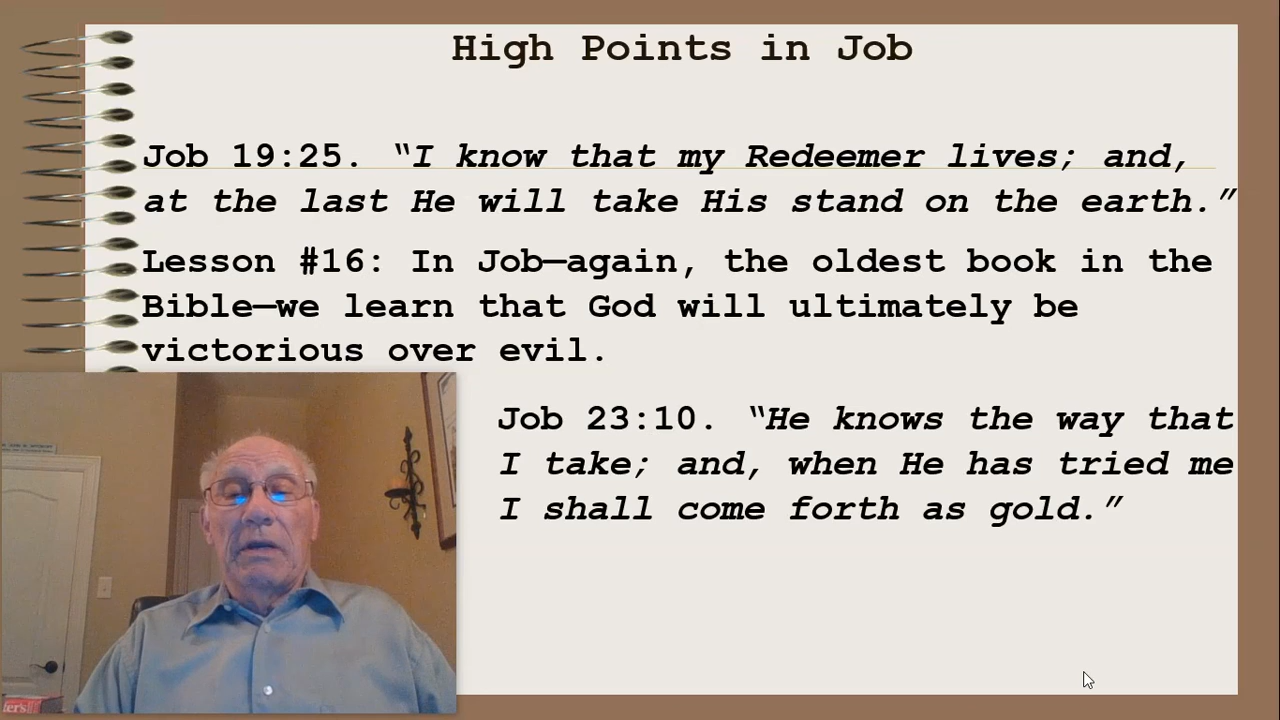 High Points in Job
Job 19:25. “I know that my Redeemer lives; and,
at the last He will take His stand on the earth.”
Lesson #16: In Job—again, the oldest book in the
Bible—we learn that God will ultimately be
victorious over evil.
Job 23:10. “He knows the way that
I take; and, when He has tried me
I shall come forth as gold.”